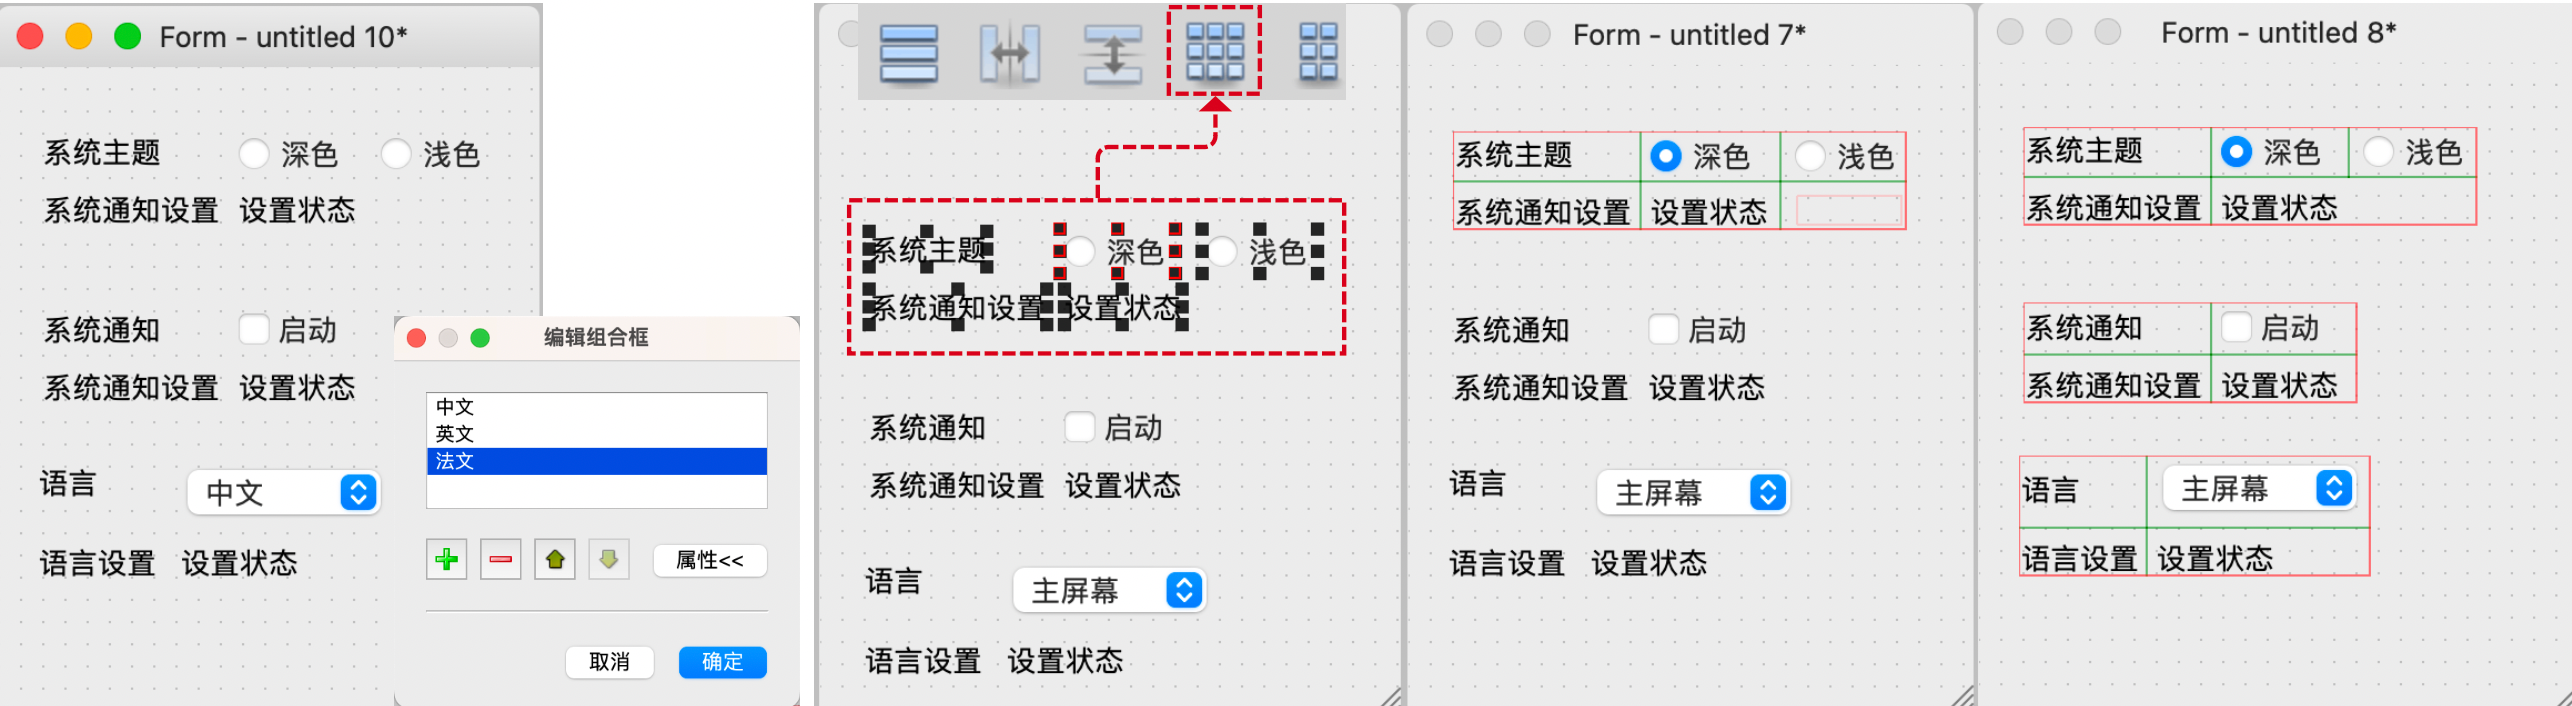 Form - untitled 10*
系统主题 深色 浅色
系统通知设置 设置状态
系统通知 启动
系统通知设置 设置状态
语言 中文
语言设置 设置状态
编辑组合框
中文
英文
法文
属性<<
取消 确定
系统主题 深色 浅色
系统通知设置 设置状态
系统通知 启动
系统通知设置 设置状态
语言 主屏幕
语言设置 设置状态
Form - untitled 7*
系统主题 深色 浅色
系统通知设置 设置状态
系统通知 启动
系统通知设置 设置状态
语言 主屏幕
语言设置 设置状态
Form - untitled 8*
系统主题 深色 浅色
系统通知设置 设置状态
系统通知 启动
系统通知设置 设置状态
语言 主屏幕
语言设置 设置状态